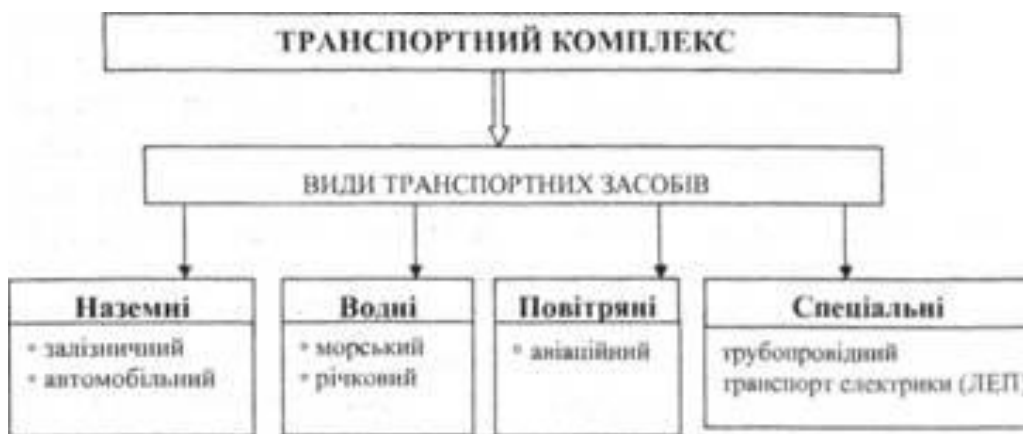 ТРАНСПОРТНИЙ КОМПЛЕКС
ВИДИ ТРАНСПОРТНИХ ЗАСОБІВ
Наземні
залізничний
автомобільний
Водні
морський
річковий
Повітряні
авіаційний
Спеціальні
трубопровідний
транспорт електрики (ЛЕП)